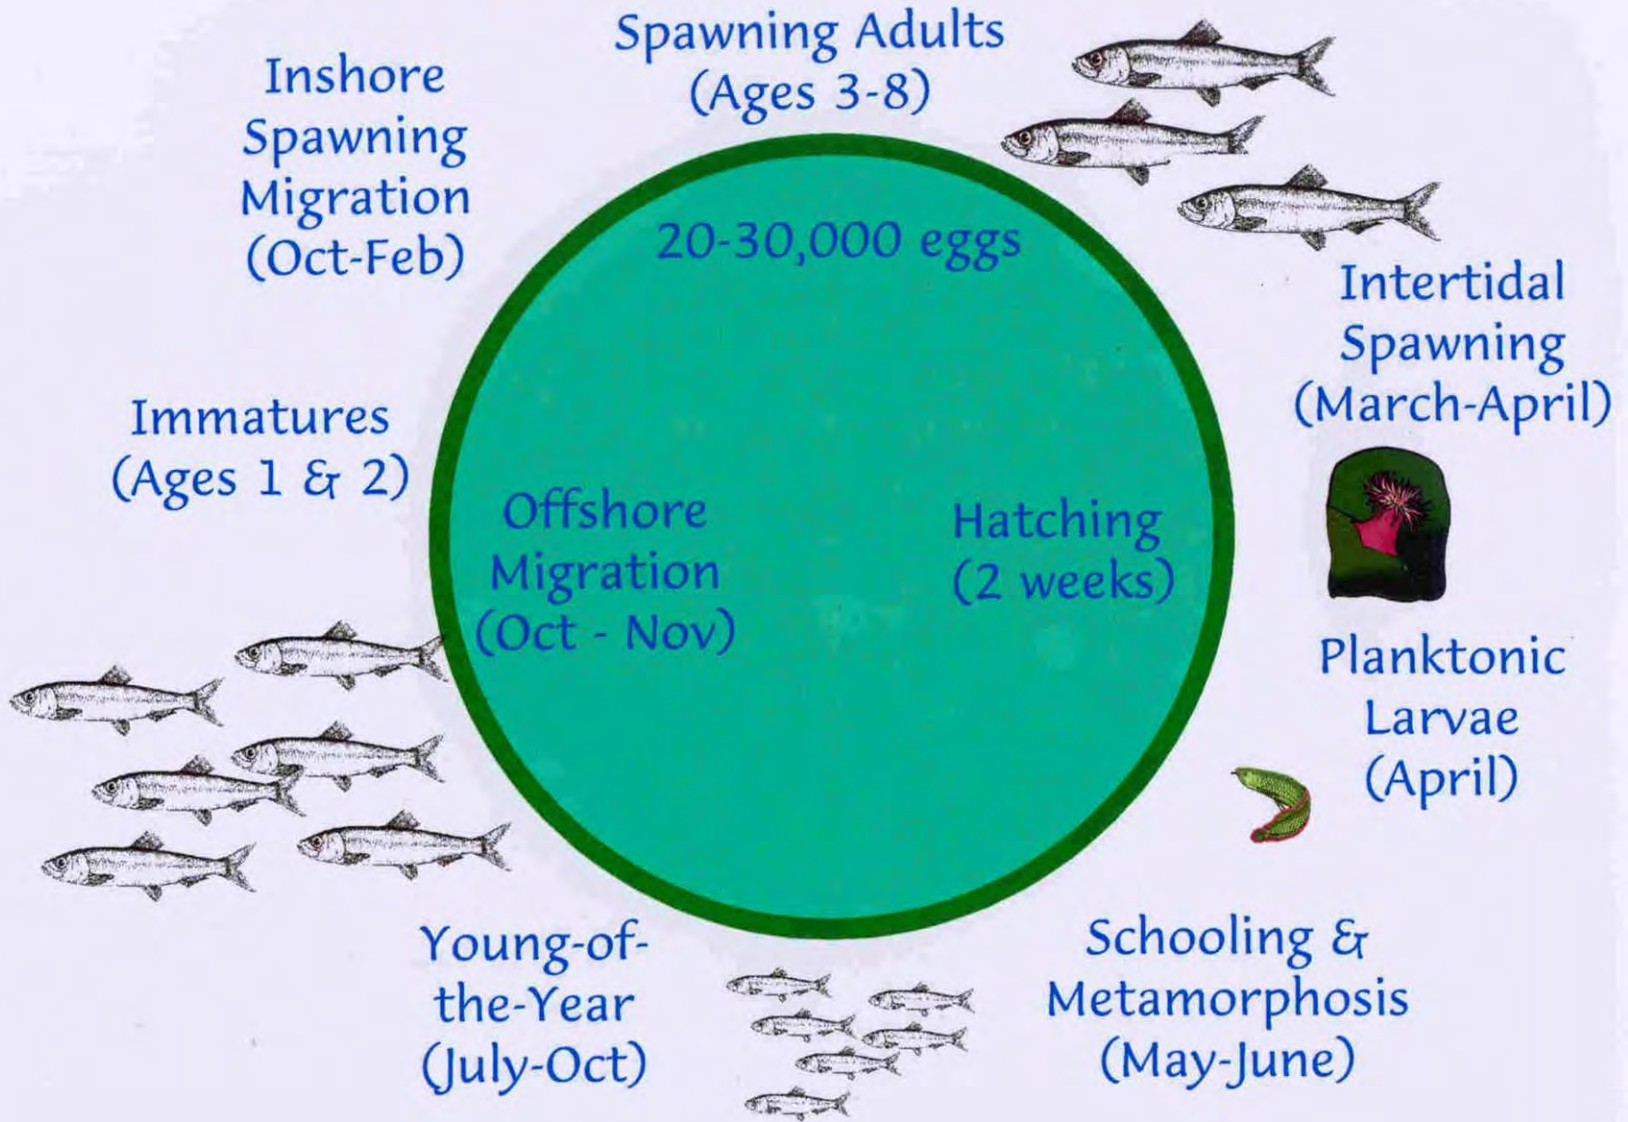 Spawning Adults
(Ages 3-8)
Inshore
Spawning
Migration
(Oct-Feb)
20-30,000 eggs
Intertidal
Spawning
(March-April)
Immatures
(Ages 1 & 2)
Offshore
Migration
(Oct - Nov)
Hatching
(2 weeks)
Planktonic
Larvae
(April)
Young-of-
the-Year
(July-Oct)
Schooling &
Metamorphosis
(May-June)